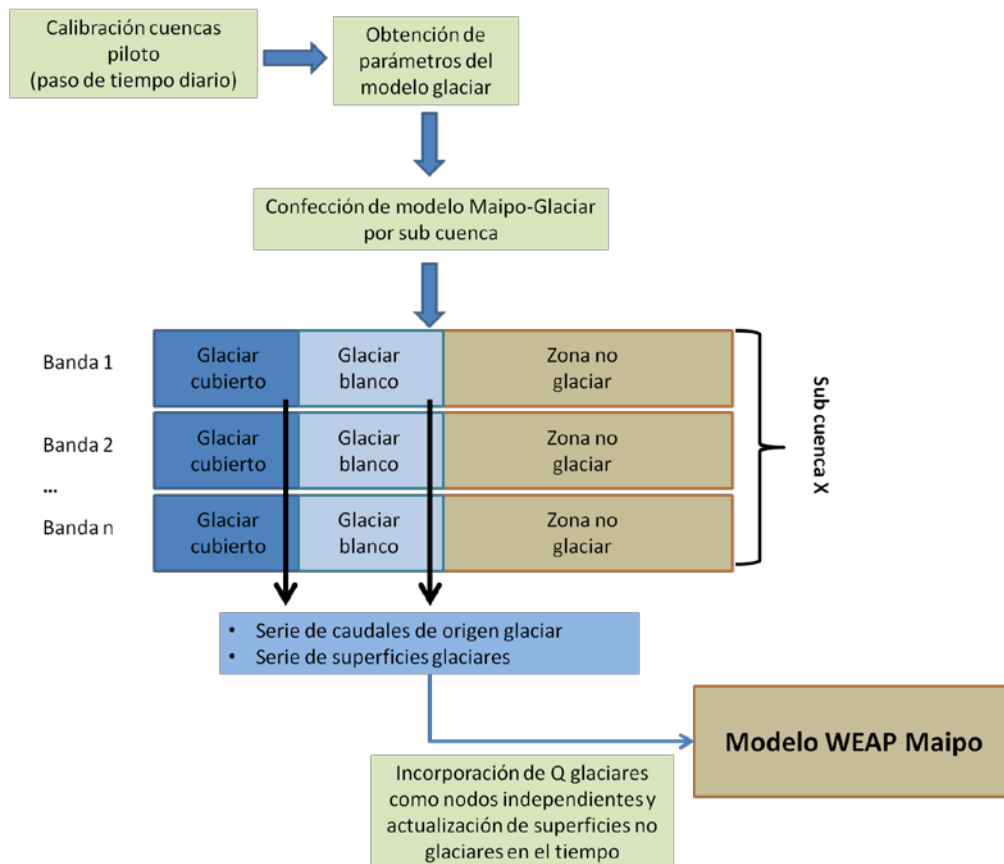 Calibración cuencas
piloto
(paso de tiempo diario)
Obtención de
parámetros del
modelo glaciar
Confección de modelo Maipo-Glaciar
por sub cuenca
Banda 1
Glaciar
cubierto
Glaciar
blanco
Zona no
glaciar
Banda 2
Glaciar
cubierto
Glaciar
blanco
Zona no
glaciar
...
Banda n
Glaciar
cubierto
Glaciar
blanco
Zona no
glaciar
Sub cuenca X
• Serie de caudales de origen glaciar
• Serie de superficies glaciares
Modelo WEAP Maipo
Incorporación de Q glaciares
como nodos independientes y
actualización de superficies no
glaciares en el tiempo